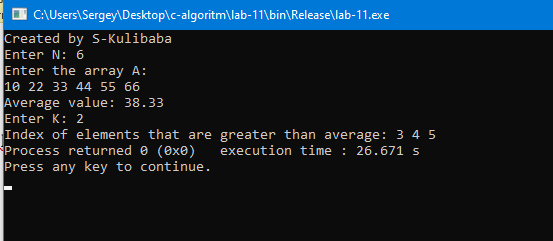 C:\Users\Sergey\Desktop\c-algoritm\lab-11\bin\Release\lab-11.exe
Created by S-Kulibaba
Enter N: 6
Enter the array A:
10 22 33 44 55 66
Average value: 38.33
Enter K: 2
Index of elements that are greater than average: 3 4 5
Process returned 0 (0x0)   execution time : 26.671 s
Press any key to continue.